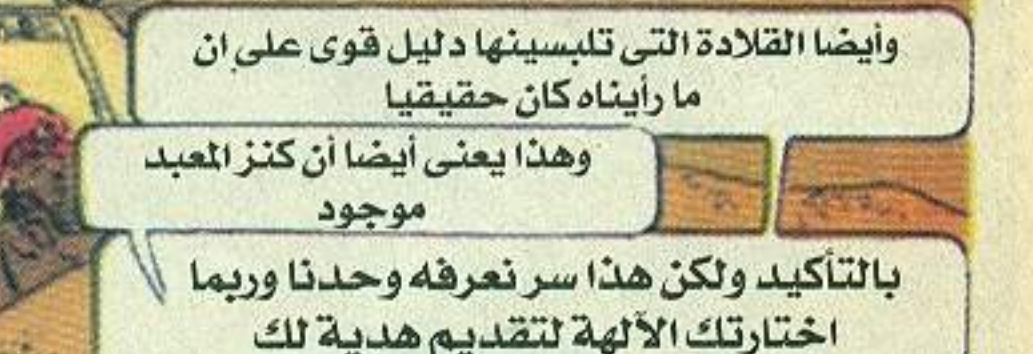 وأيضا القلادة التى تلبسينها دليل قوى على ان
ما رأيناه كان حقيقيا
وهذا يعنى أيضا أن كنز المعبد
موجود
بالتأكيد ولكن هذا سر نعرفه وحدنا وربما
اختارتك الآلهة لتقديم هدية لك